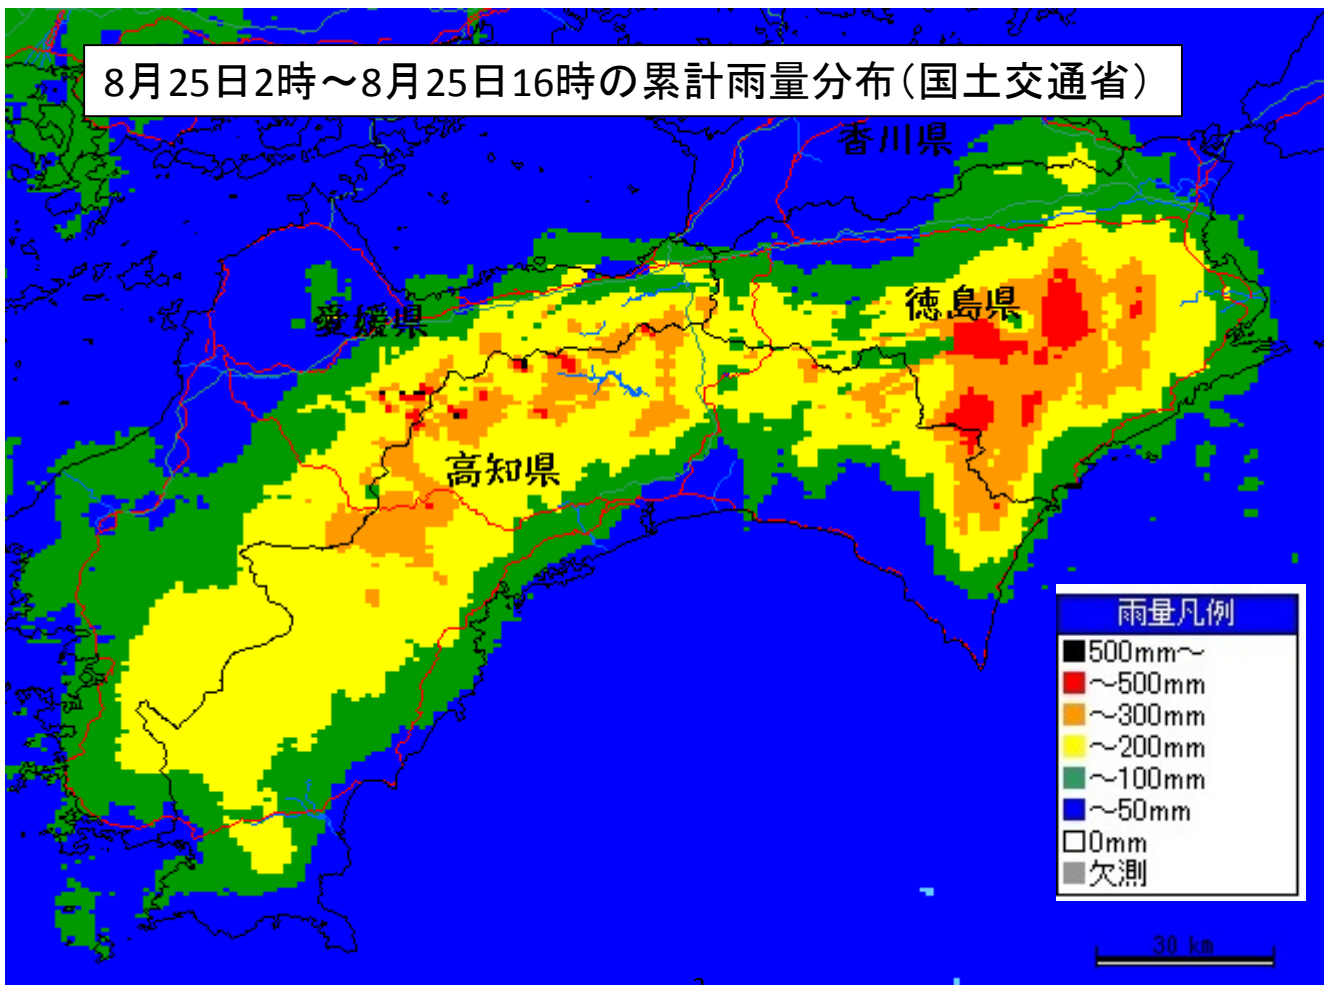 8月25日2時～8月25日16時の累計雨量分布（国土交通省）
香川県
徳島県
愛媛県
高知県
雨量凡例
500mm～
～500mm
～300mm
～200mm
～100mm
～50mm
0mm
欠測
30 km